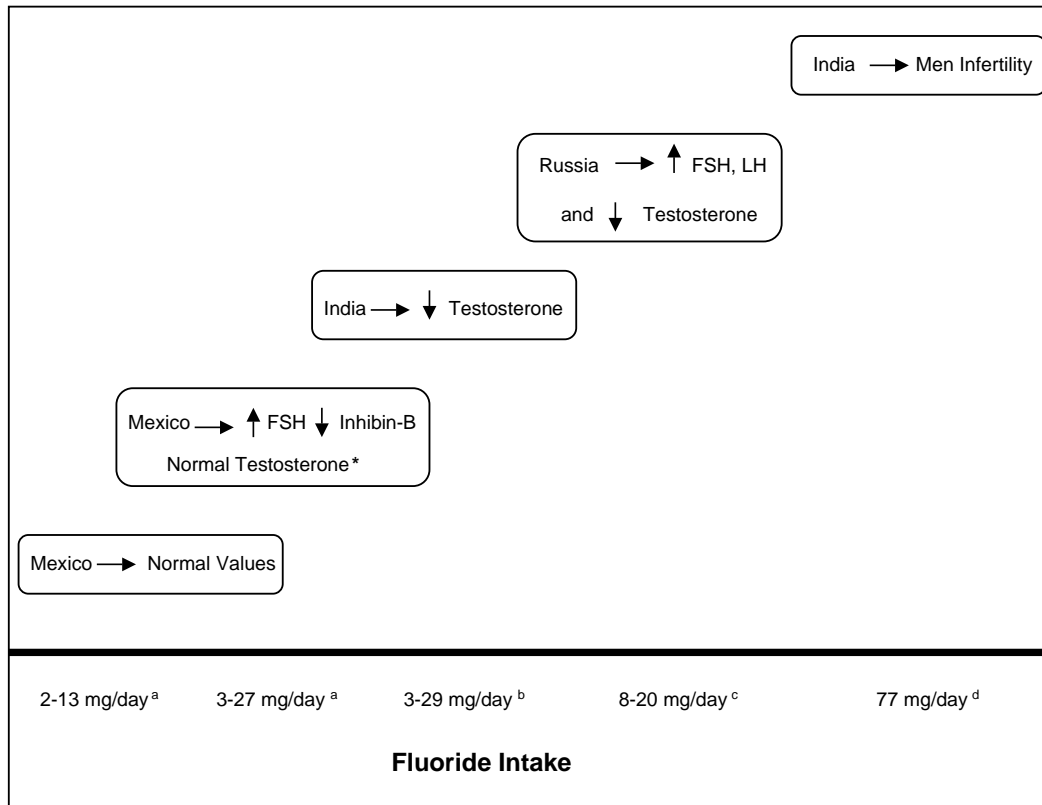 India → Men Infertility
Russia → ↑ FSH, LH
and ↓ Testosterone
India → ↓ Testosterone
Mexico → ↑ FSH ↓ Inhibin-B
Normal Testosterone*
Mexico → Normal Values
2-13 mg/day a 3-27 mg/day a 3-29 mg/day b 8-20 mg/day c 77 mg/day d
Fluoride Intake